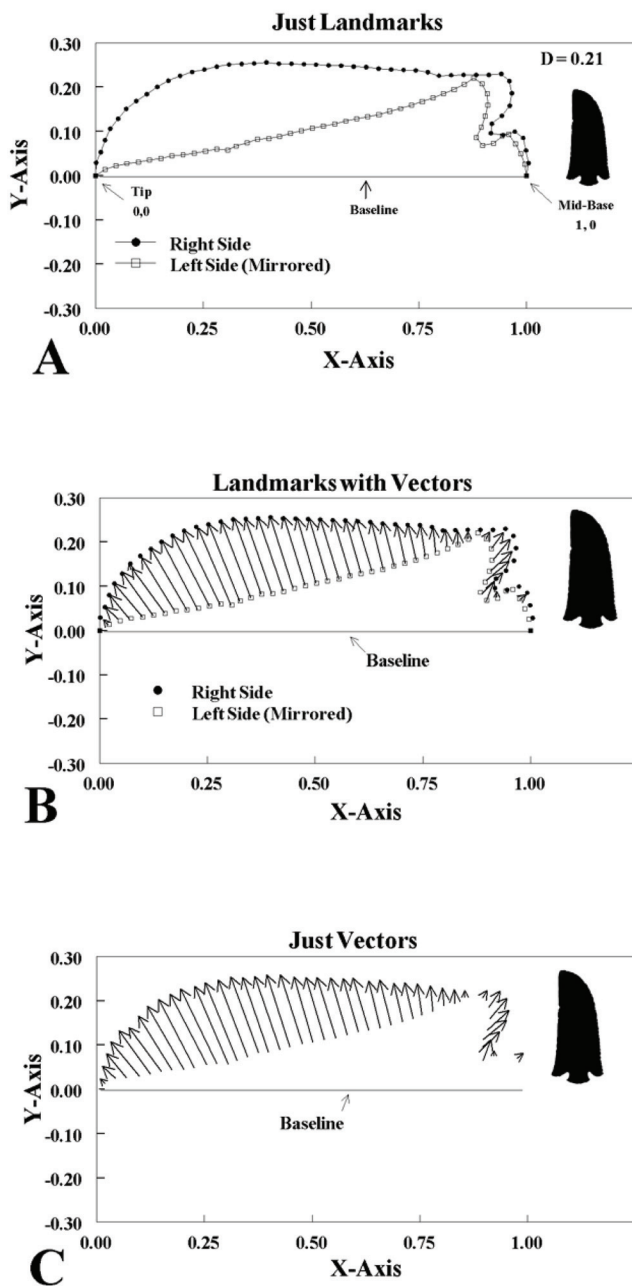 Just Landmarks
0.30
D = 0.21
0.20
0.10
0.00
Tip
0,0
Baseline
Mid-Base
1, 0
-0.10
Right Side
-0.20
Left Side (Mirrored)
-0.30
Y-Axis
0.00 0.25 0.50 0.75 1.00
X-Axis
A
Landmarks with Vectors
0.30
0.20
0.10
0.00
Baseline
-0.10
Right Side
-0.20
Left Side (Mirrored)
-0.30
Y-Axis
0.00 0.25 0.50 0.75 1.00
X-Axis
B
Just Vectors
0.30
0.20
0.10
0.00
Baseline
-0.10
-0.20
-0.30
Y-Axis
0.00 0.25 0.50 0.75 1.00
X-Axis
C